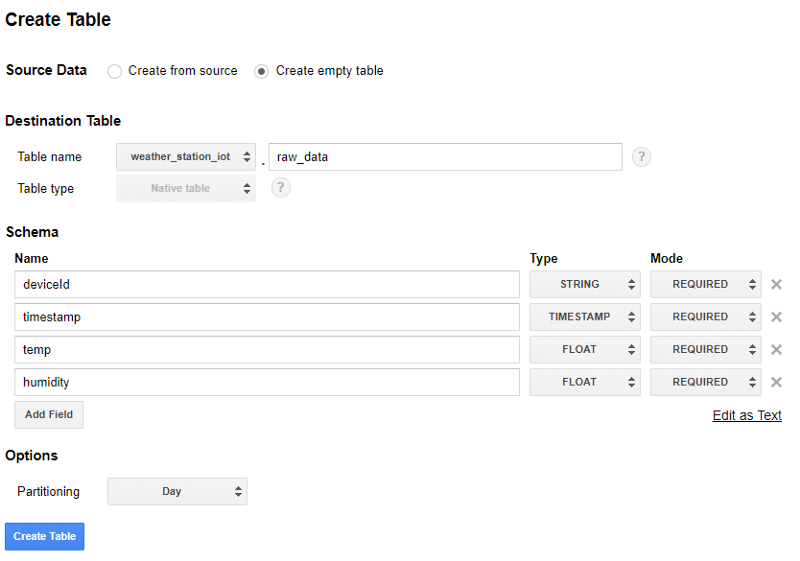 Create Table
Source Data Create from source Create empty table
Destination Table
Table name weather_station_iot . raw_data ?
Table type Native table ?
Schema
Name Type Mode
deviceId STRING REQUIRED
timestamp TIMESTAMP REQUIRED
temp FLOAT REQUIRED
humidity FLOAT REQUIRED
Add Field Edit as Text
Options
Partitioning Day
Create Table